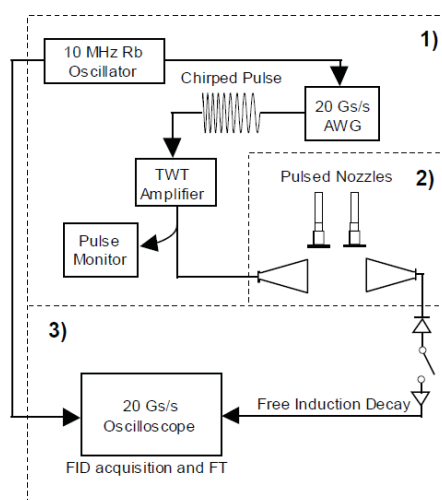 1)
10 MHz Rb
Oscillator
Chirped Pulse
20 Gs/s
AWG
TWT
Amplifier
Pulsed Nozzles
2)
Pulse
Monitor
3)
20 Gs/s
Oscilloscope
Free Induction Decay
FID acquisition and FT